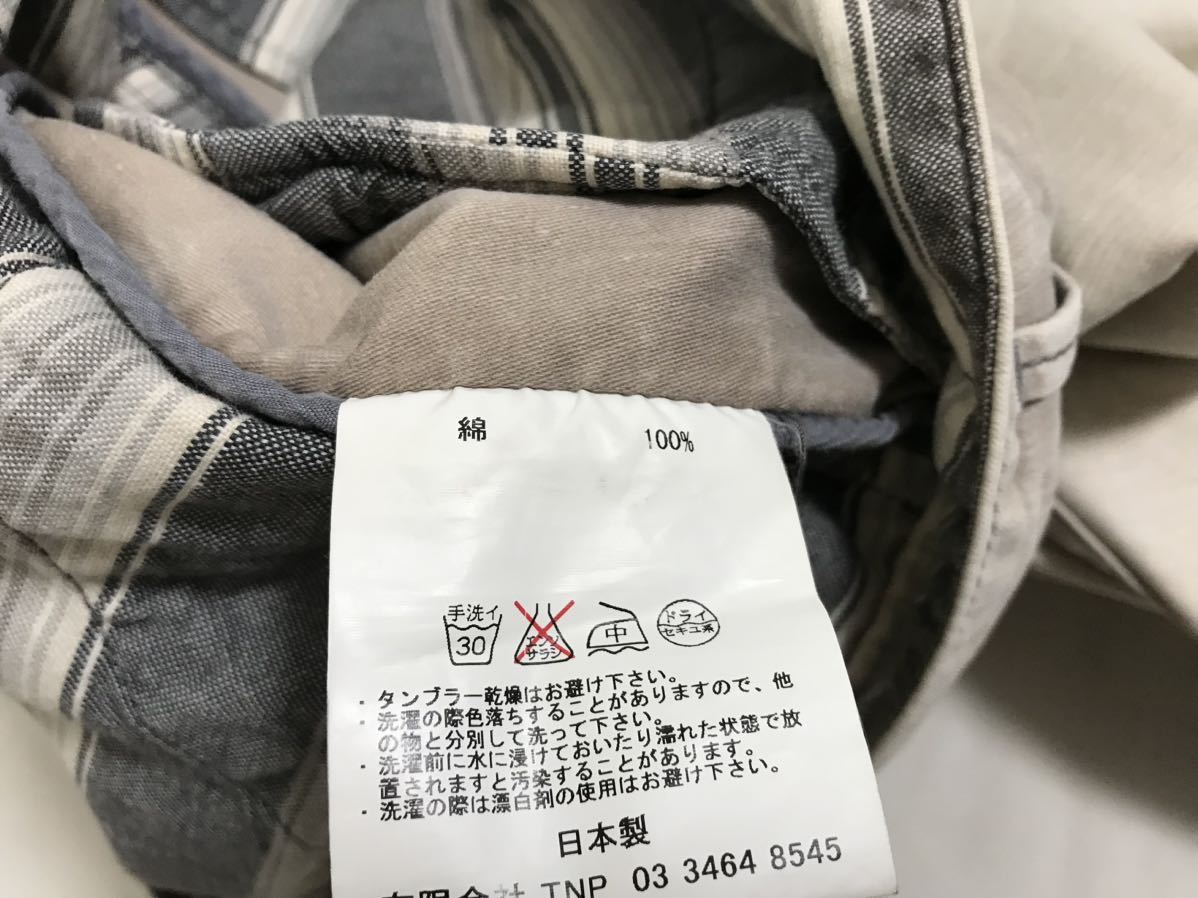 綿 100%
手洗イ 30 エンソ サラシ 中 ドライ セキユ系
・タンブラー乾燥はお避け下さい。
・洗濯の際色落ちすることがありますので、他
の物と分別して洗って下さい。
・洗濯前に水に浸けておいたり濡れた状態で放
置されますと汚染することがあります。
・洗濯の際は漂白剤の使用はお避け下さい。
日本製
有限会社 TNP 03 3464 8545